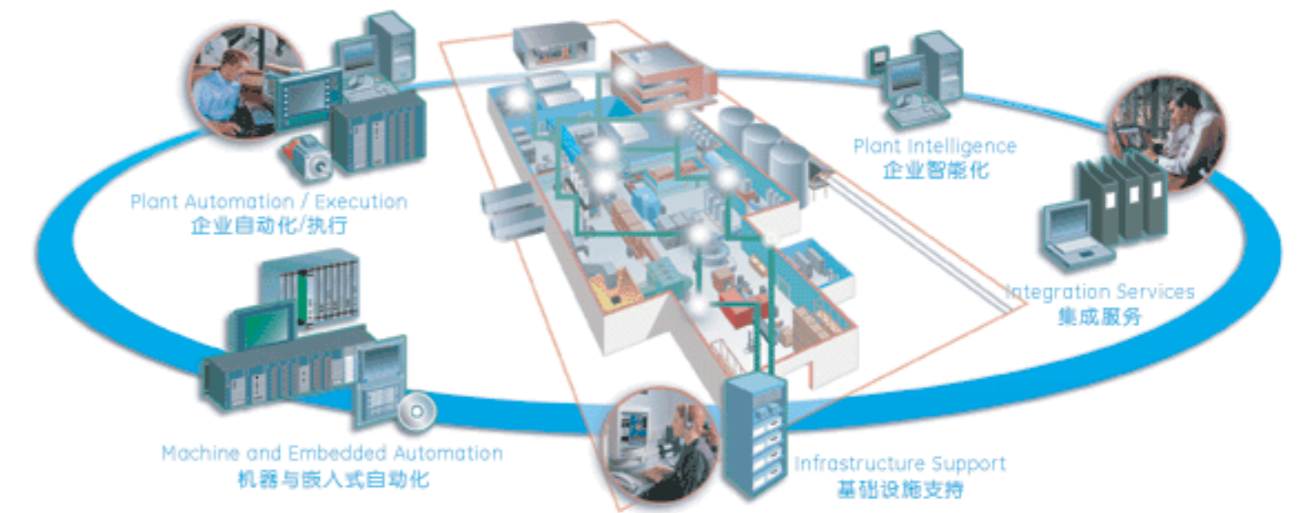 Plant Automation / Execution
企业自动化/执行
Plant Intelligence
企业智能化
Integration Services
集成服务
Machine and Embedded Automation
机器与嵌入式自动化
Infrastructure Support
基础设施支持